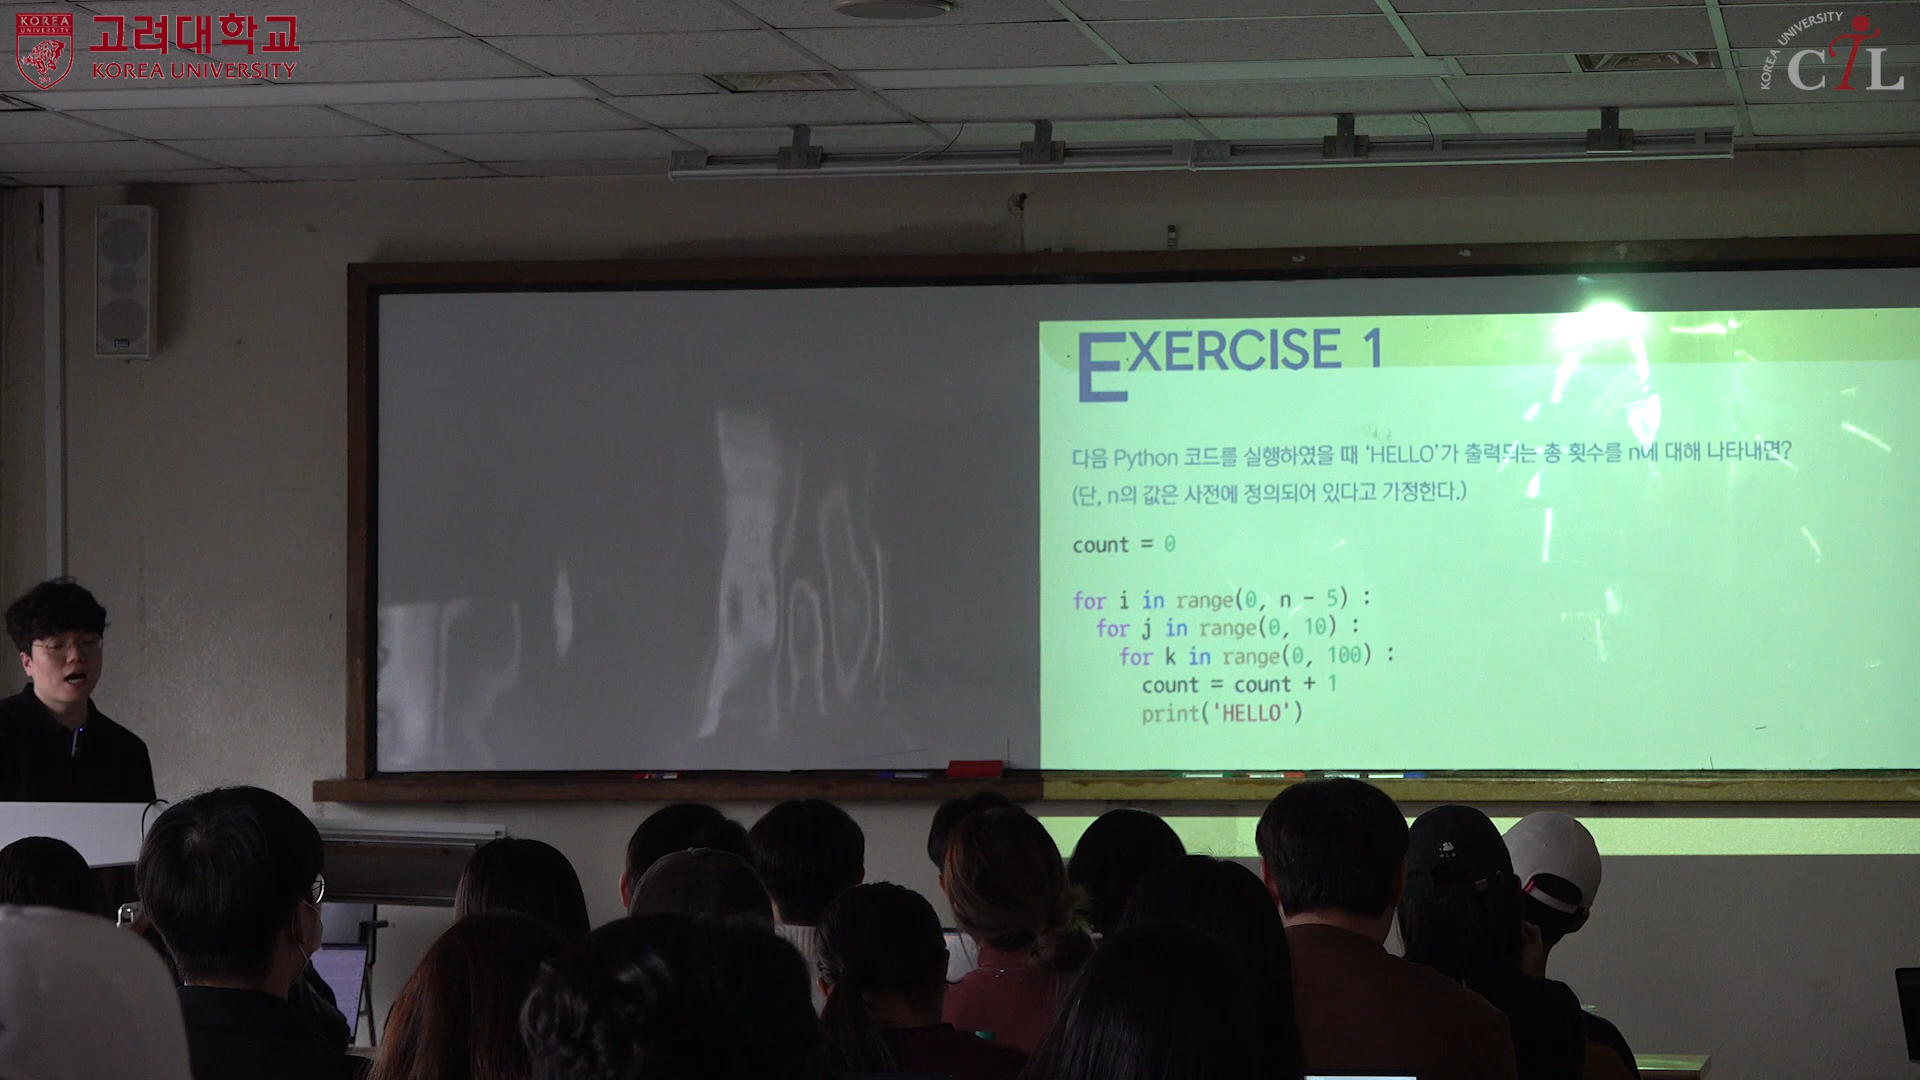 KOREA
UNIVERSITY
고려대학교
KOREA UNIVERSITY
KOREA UNIVERSITY
CTL
EXERCISE 1
다음 Python 코드를 실행하였을 때 ‘HELLO’가 출력되는 총 횟수를 n에 대해 나타내면?
(단, n의 값은 사전에 정의되어 있다고 가정한다.)
count = 0
for i in range(0, n - 5) :
for j in range(0, 10) :
for k in range(0, 100) :
count = count + 1
print('HELLO')